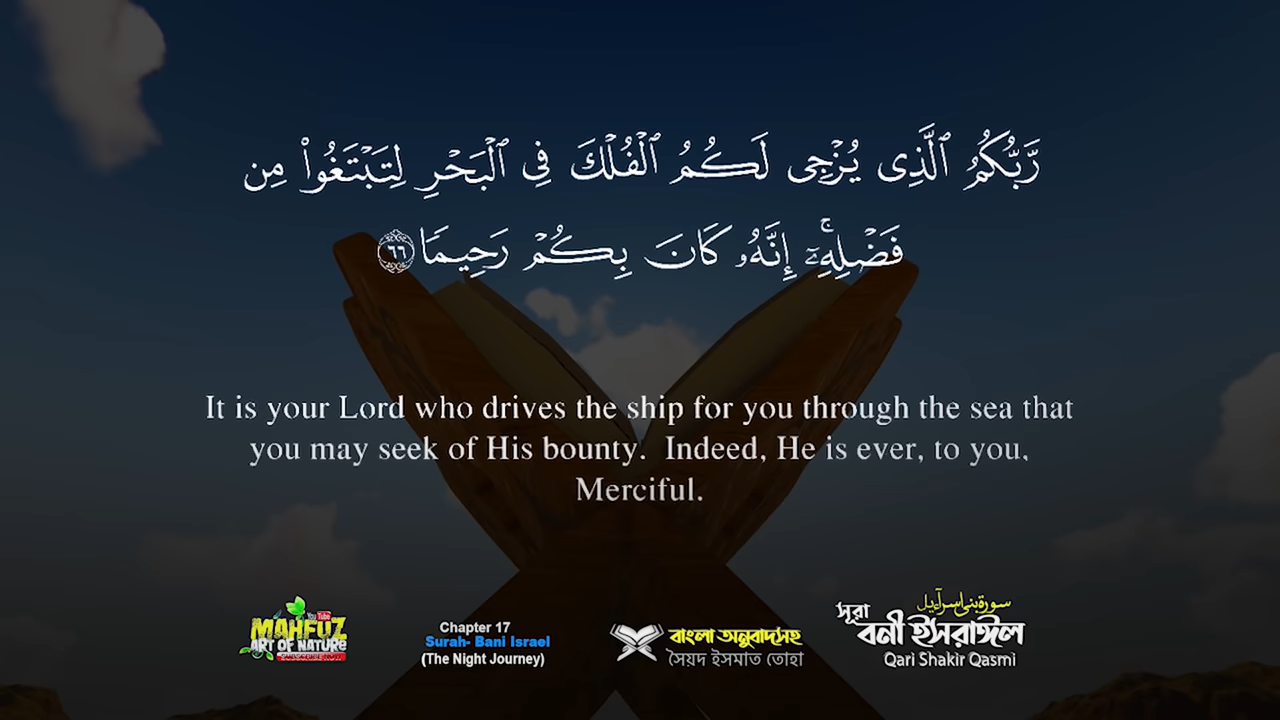 رَّبُّكُمُ ٱلَّذِى يُزْجِى لَكُمُ ٱلْفُلْكَ فِى ٱلْبَحْرِ لِتَبْتَغُوا۟ مِن
فَضْلِهِۦٓ ۚ إِنَّهُۥ كَانَ بِكُمْ رَحِيمًا ٦٦
It is your Lord who drives the ship for you through the sea that
you may seek of His bounty.  Indeed, He is ever, to you,
Merciful.
You Tube
MAHFUZ
ART OF NATURE
Chapter 17
Surah- Bani Israel
(The Night Journey)
বাংলা অনুবাদসহ
সৈয়দ ইসমাত তোহা
سورة بنی اسرآءیل
সূরা
বনী ইসরাঈল
Qari Shakir Qasmi